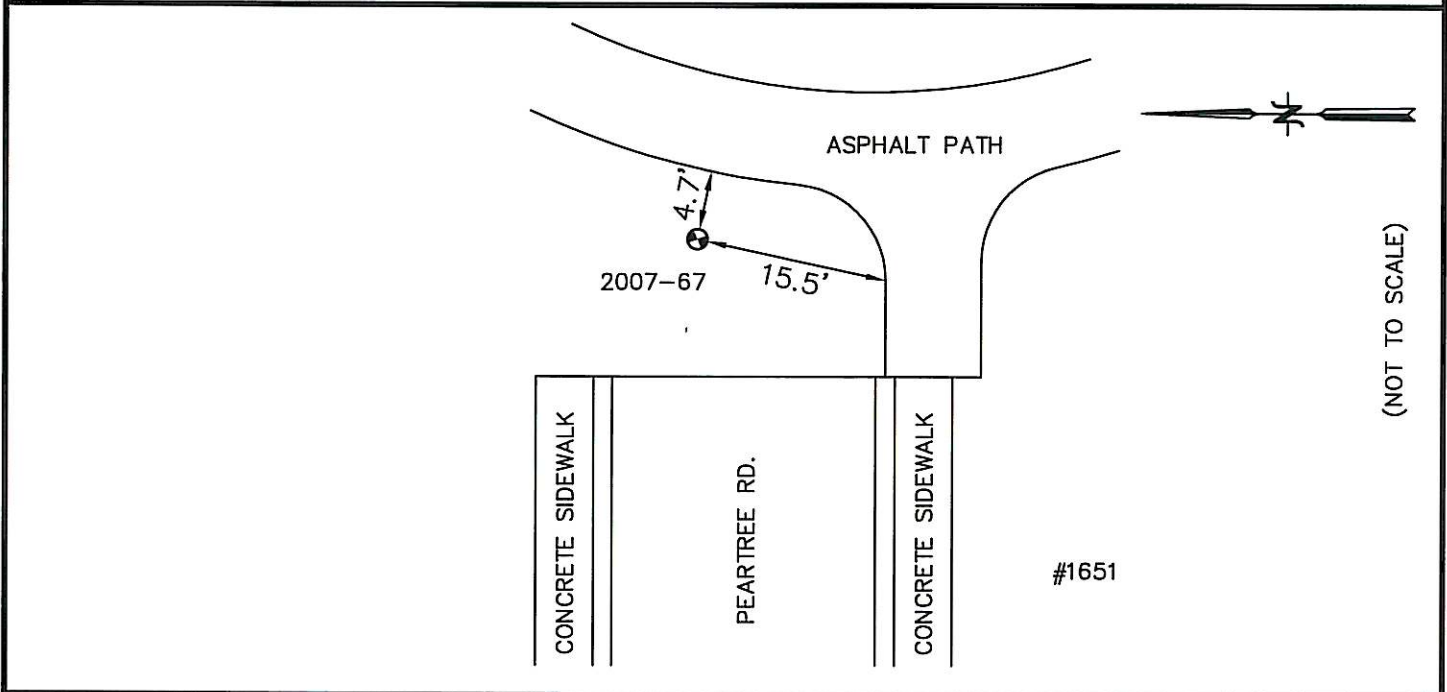 ASPHALT PATH
N
4.7'
15.5'
2007-67
(NOT TO SCALE)
CONCRETE SIDEWALK
PEARTREE RD.
CONCRETE SIDEWALK
#1651